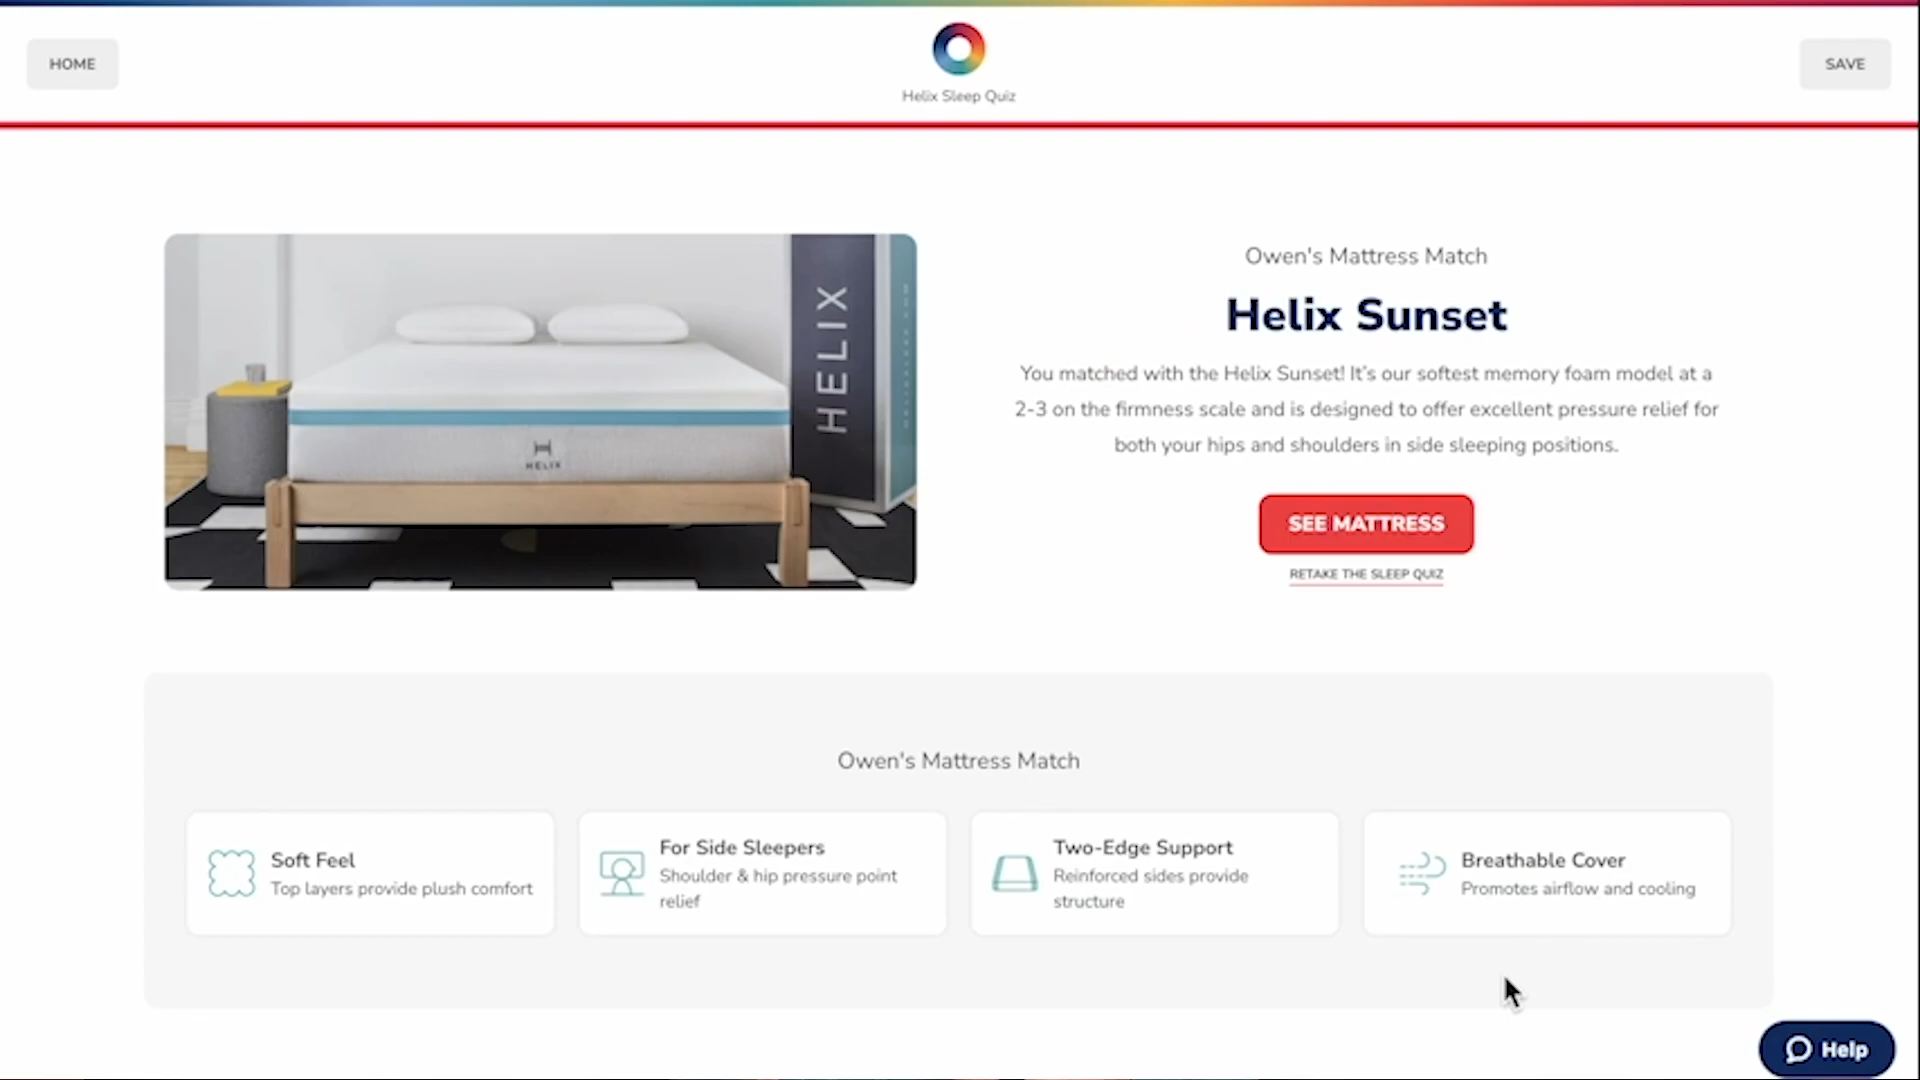 HOME
Helix Sleep Quiz
SAVE
HELIX
HELIX
Owen's Mattress Match
Helix Sunset
You matched with the Helix Sunset! It's our softest memory foam model at a
2-3 on the firmness scale and is designed to offer excellent pressure relief for
both your hips and shoulders in side sleeping positions.
SEE MATTRESS
RETAKE THE SLEEP QUIZ
Owen's Mattress Match
Soft Feel
Top layers provide plush comfort
For Side Sleepers
Shoulder & hip pressure point
relief
Two-Edge Support
Reinforced sides provide
structure
Breathable Cover
Promotes airflow and cooling
Help